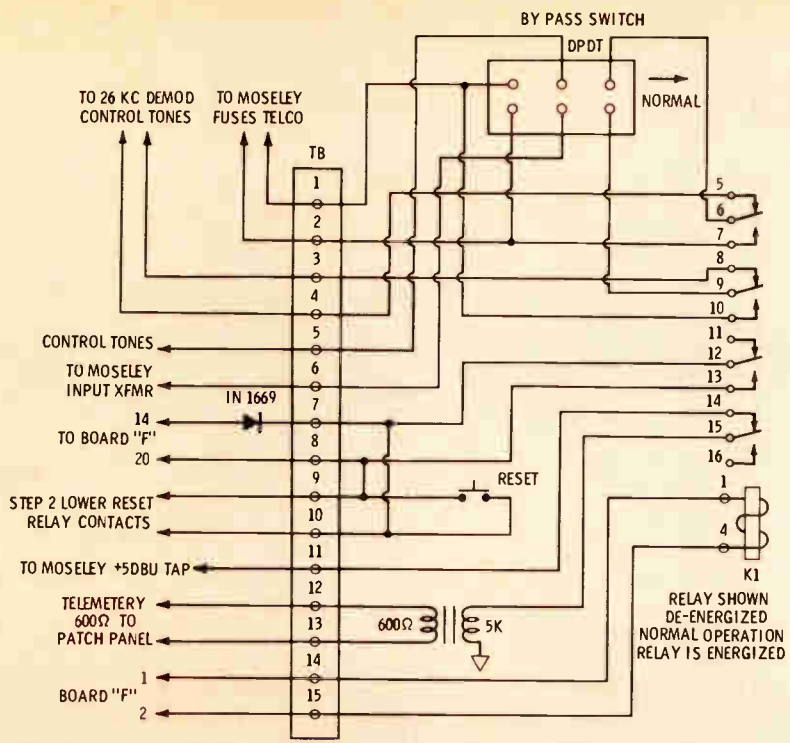 BY PASS SWITCH
DPDT
NORMAL
TO 26 KC DEMOD
CONTROL TONES
TO MOSELEY
FUSES TELCO
TB
1
2
3
4
5
6
7
8
9
10
11
12
13
14
15
CONTROL TONES
TO MOSELEY
INPUT XFMR
IN 1669
14
TO BOARD "F"
20
STEP 2 LOWER RESET
RELAY CONTACTS
TO MOSELEY +5DBU TAP
TELEMETERY
600Ω TO
PATCH PANEL
1
BOARD "F"
2
RESET
600Ω
5K
5
6
7
8
9
10
11
12
13
14
15
16
1
4
K1
RELAY SHOWN
DE-ENERGIZED
NORMAL OPERATION
RELAY IS ENERGIZED